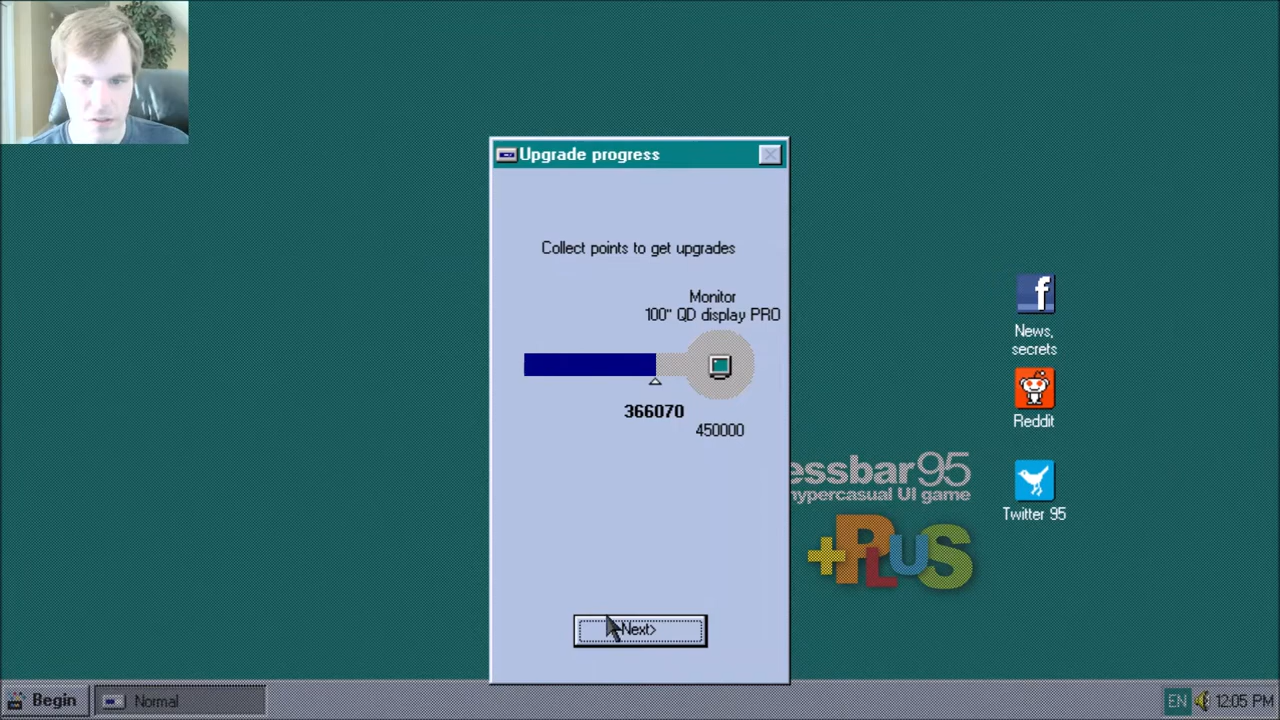 Upgrade progress
Collect points to get upgrades
Monitor
100" QD display PRO
366070
450000
Next>
f
News,
secrets
Reddit
Twitter 95
essbar95
hypercasual UI game
+PLUS
Begin
Normal
EN
12:05 PM